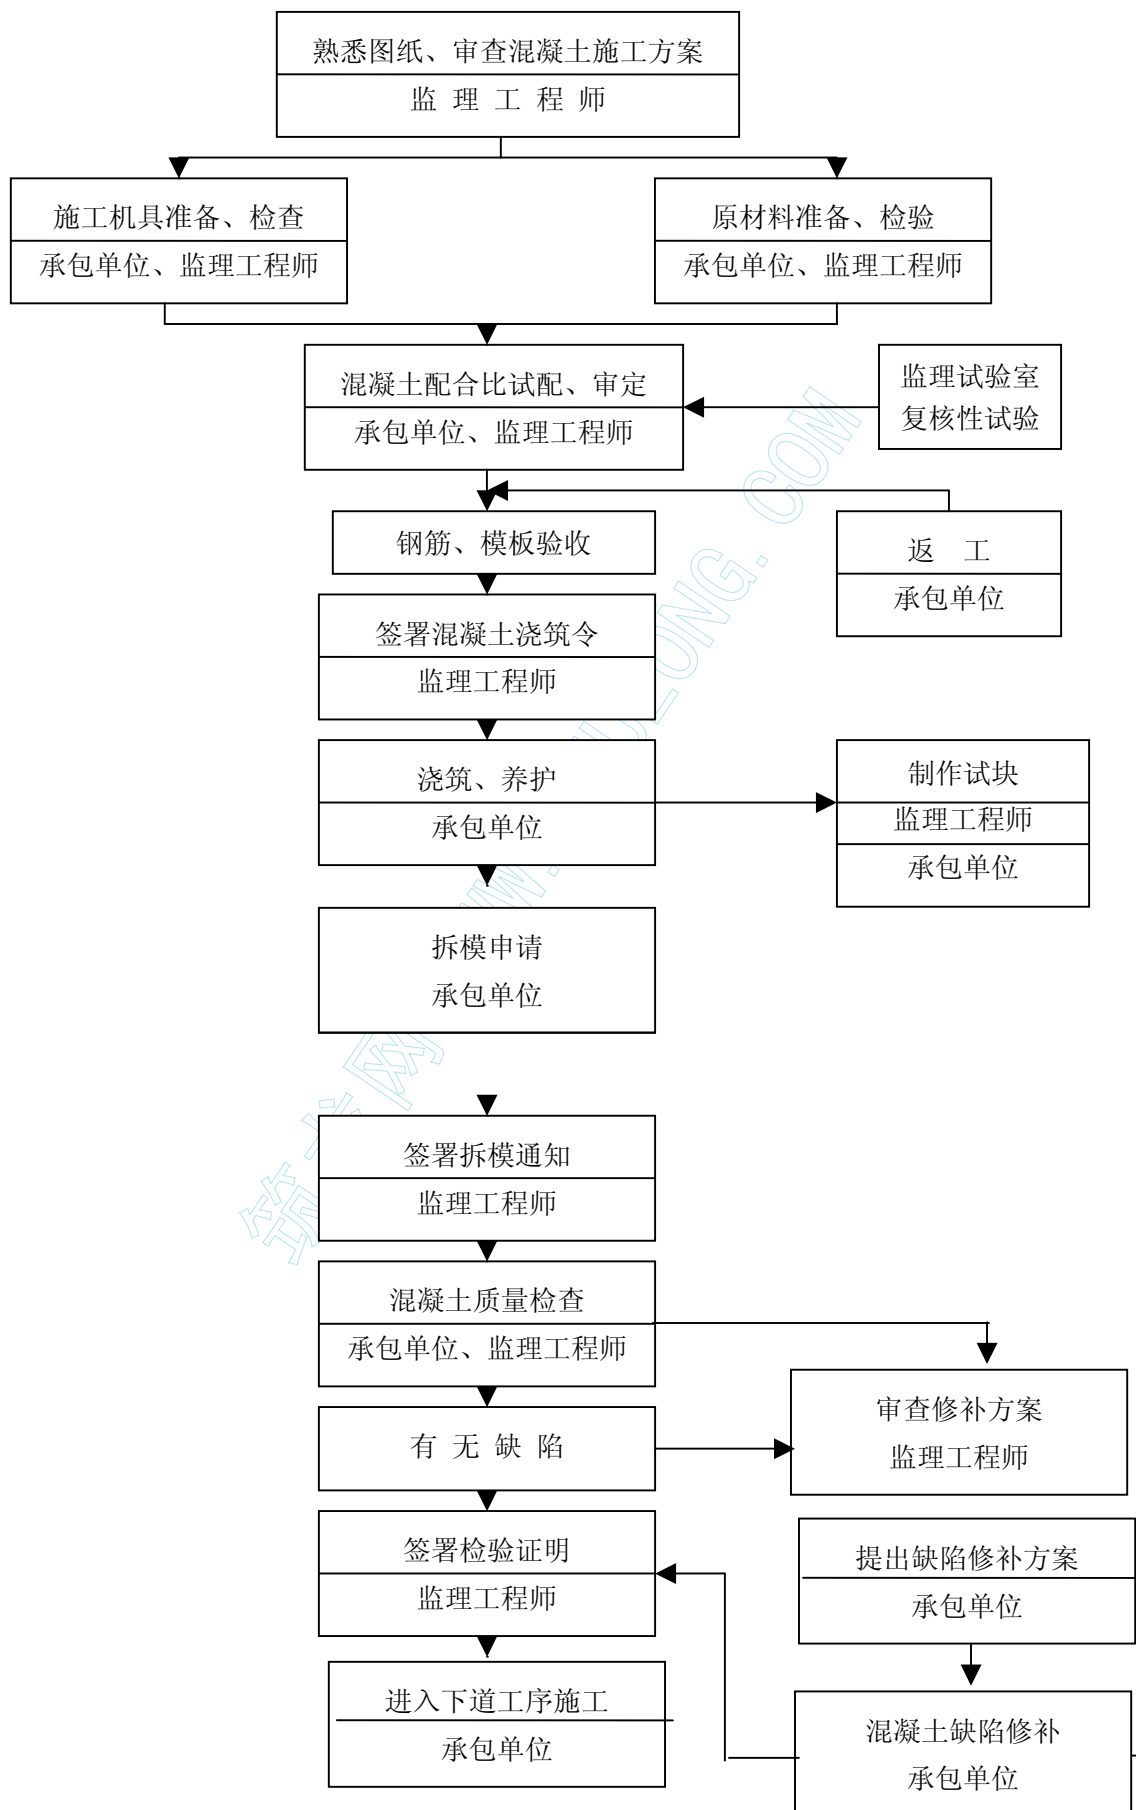 熟悉图纸、审查混凝土施工方案
监 理 工 程 师
施工机具准备、检查
承包单位、监理工程师
原材料准备、检验
承包单位、监理工程师
混凝土配合比试配、审定
承包单位、监理工程师
监理试验室
复核性试验
钢筋、模板验收
返 工
承包单位
签署混凝土浇筑令
监理工程师
浇筑、养护
承包单位
制作试块
监理工程师
承包单位
拆模申请
承包单位
签署拆模通知
监理工程师
混凝土质量检查
承包单位、监理工程师
审查修补方案
监理工程师
有 无 缺 陷
签署检验证明
监理工程师
提出缺陷修补方案
承包单位
进入下道工序施工
承包单位
混凝土缺陷修补
承包单位